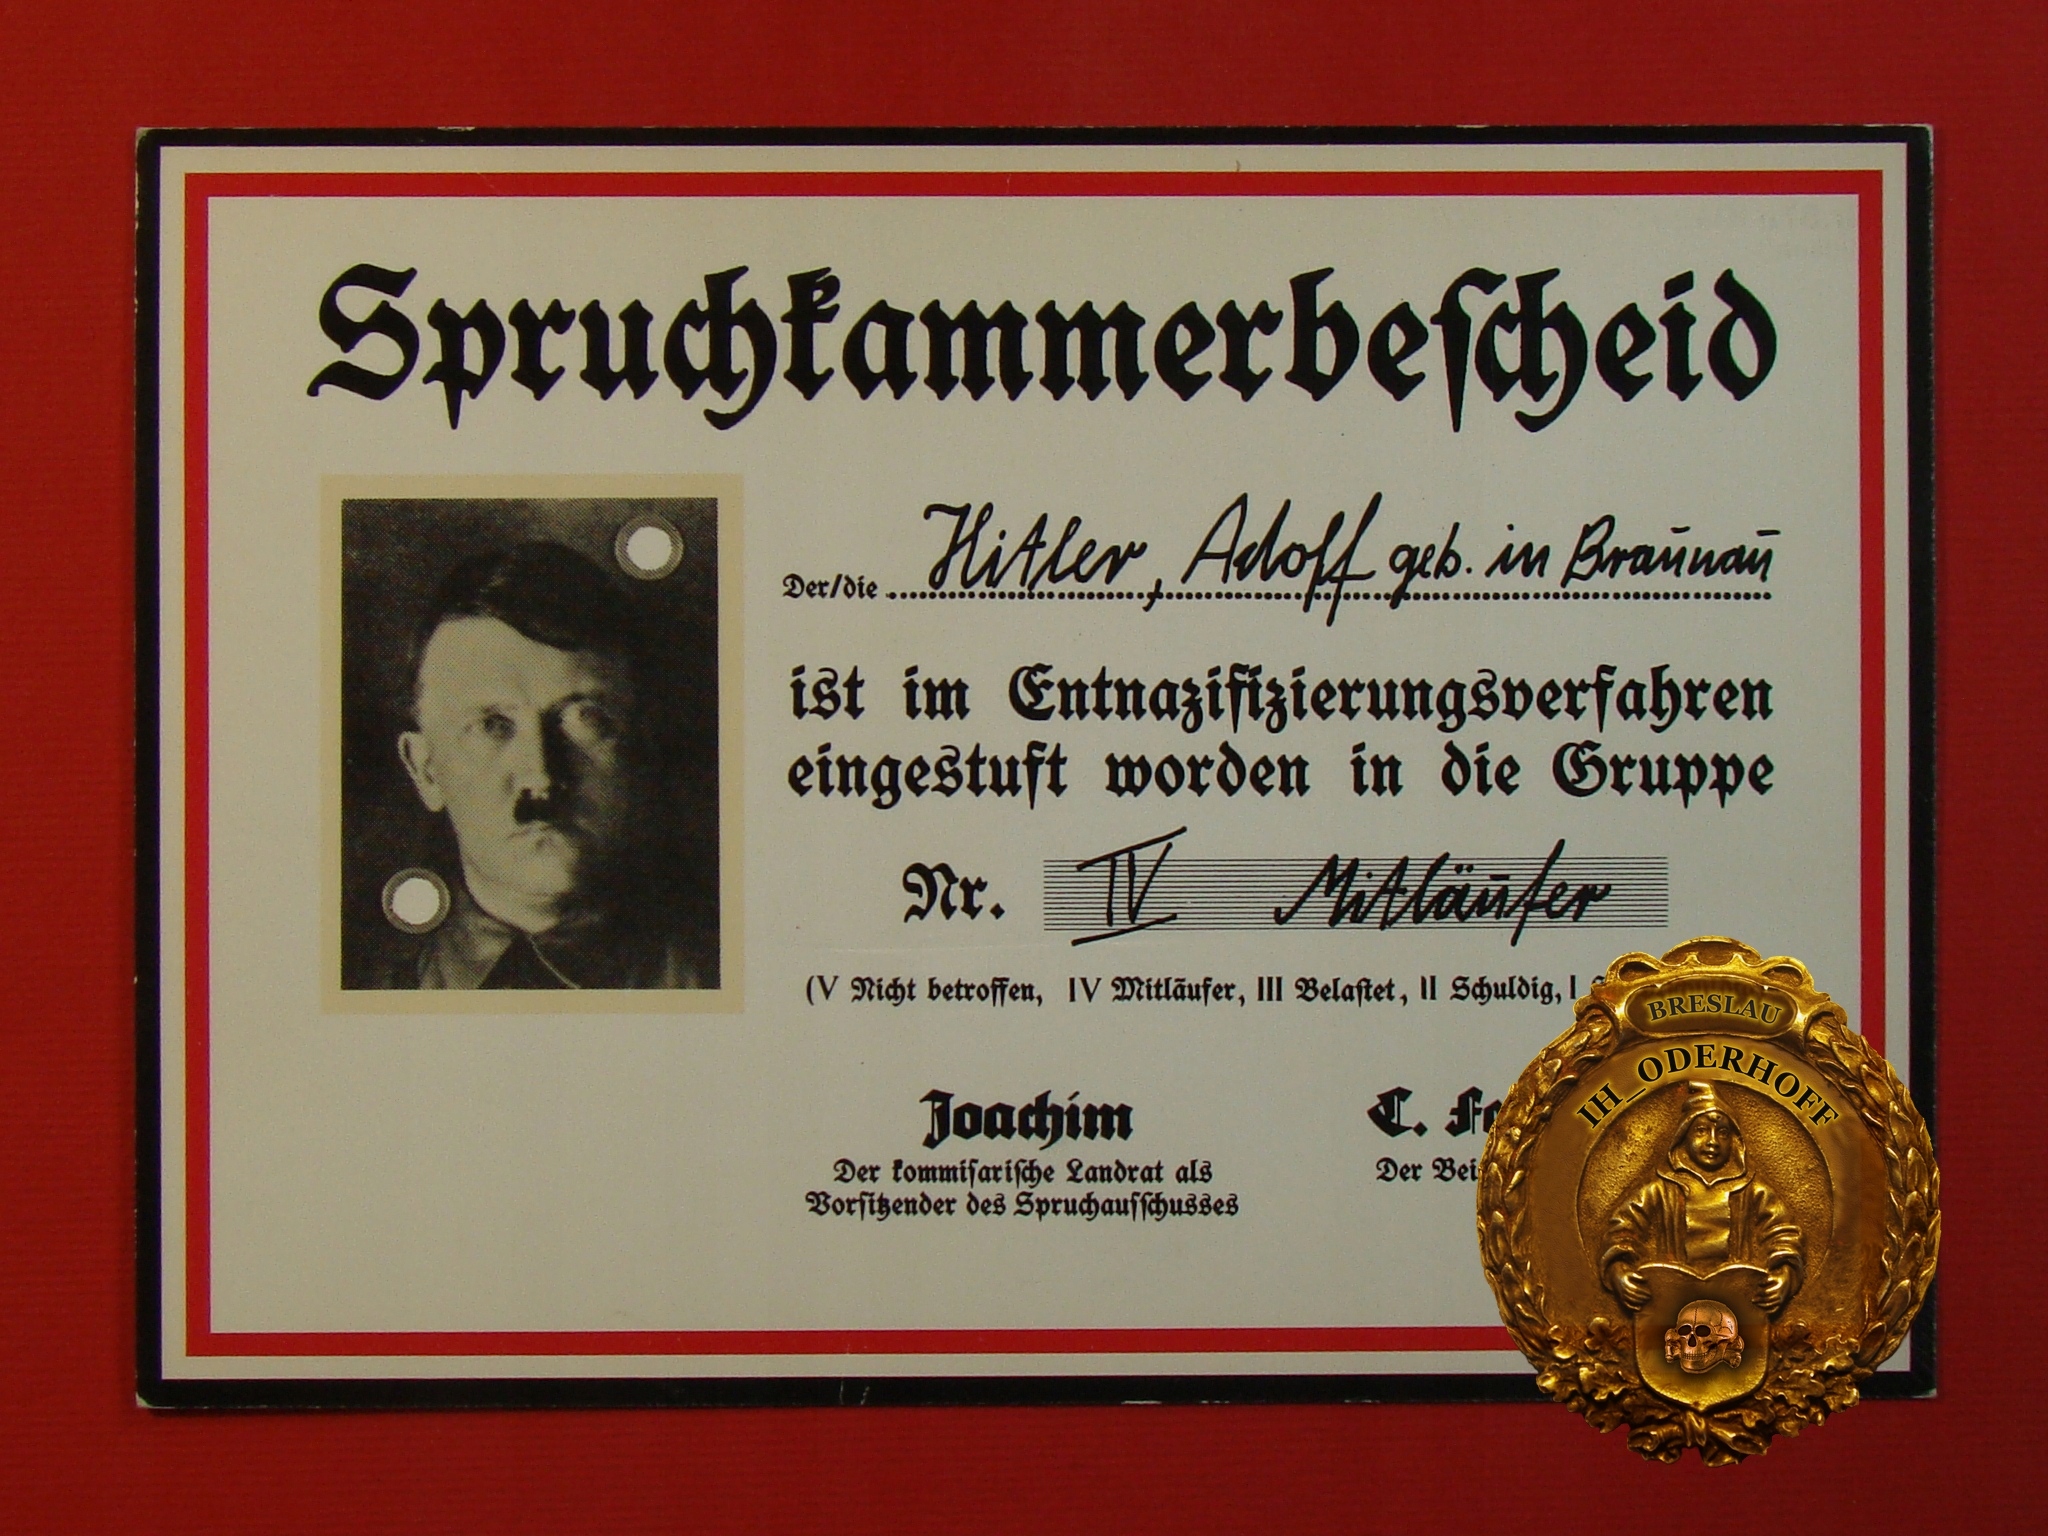 Spruchkammerbeſcheid
Der/die Hitler, Adolf geb. in Braunau
ist im Entnazifizierungsverfahren
eingestuft worden in die Gruppe
Nr. IV Mitläufer
(V Nicht betroffen, IV Mitläufer, III Belaſtet, II Schuldig, I
Joachim
Der kommiſariſche Landrat als
Vorſitzender des Spruchausſchusses
C.
Der
BRESLAU
IH_ODERHOFF